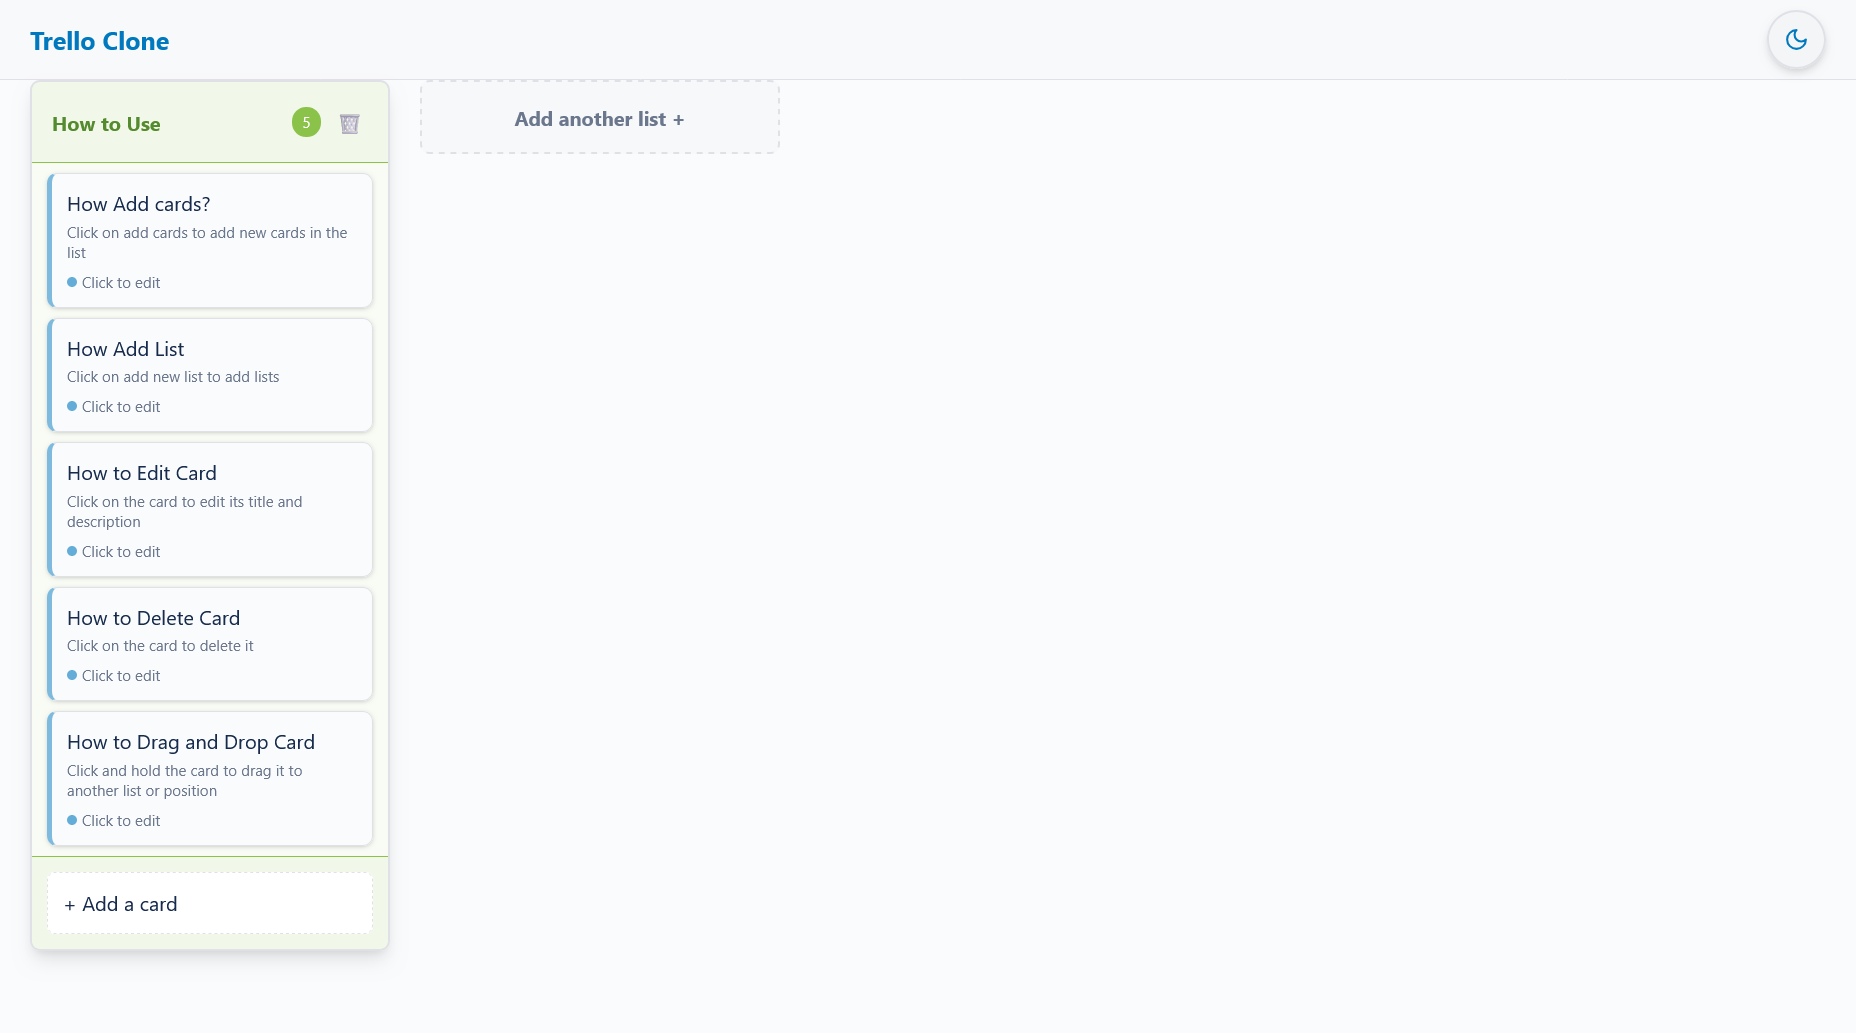 Trello Clone
How to Use
5
Add another list +
How Add cards?
Click on add cards to add new cards in the
list
Click to edit
How Add List
Click on add new list to add lists
Click to edit
How to Edit Card
Click on the card to edit its title and
description
Click to edit
How to Delete Card
Click on the card to delete it
Click to edit
How to Drag and Drop Card
Click and hold the card to drag it to
another list or position
Click to edit
+ Add a card